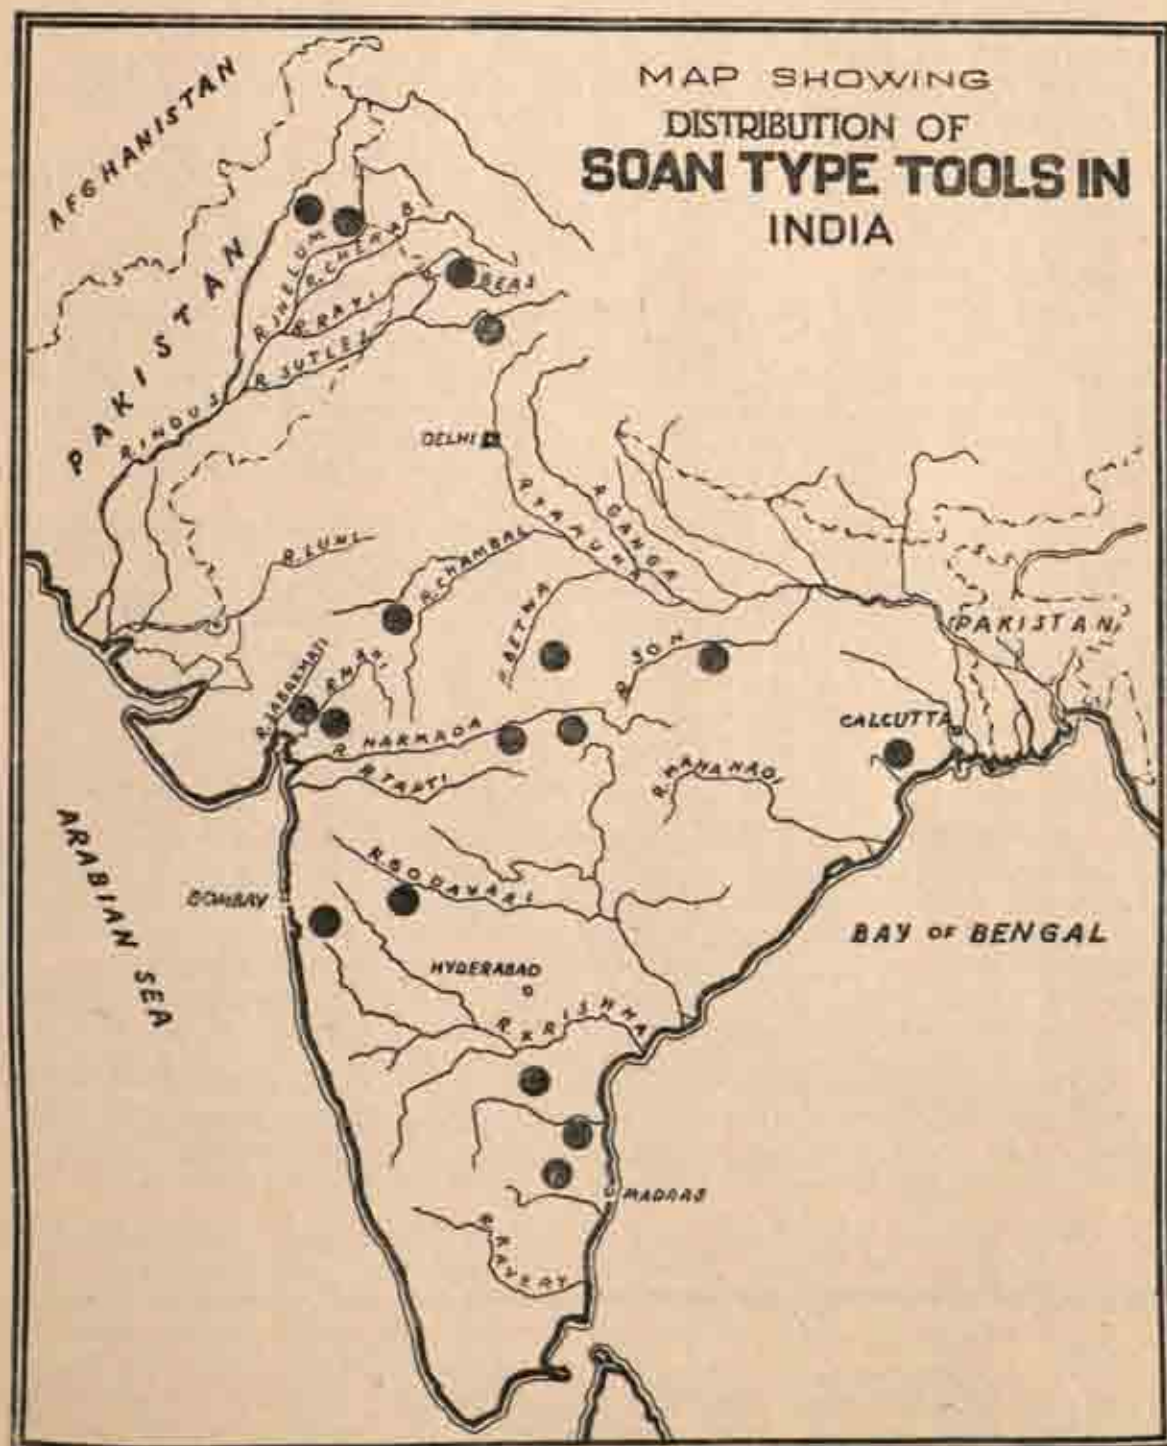 MAP SHOWING
DISTRIBUTION OF
SOAN TYPE TOOLS IN
INDIA
AFGHANISTAN
PAKISTAN
R. JHELUM
R. CHENAB
R. RAVI
BEAS
R. SUTLEJ
R. INDUS
DELHI
R. YAMUNA
R. GANGA
R. LUNI
R. CHAMBAL
R. BETWA
R. SON
PAKISTAN
R. SABARMATI
R. MAHI
R. NARMADA
R. TAPTI
CALCUTTA
R. MAHANADI
ARABIAN SEA
R. GODAVARI
BOMBAY
BAY OF BENGAL
HYDERABAD
R. KRISHNA
MADRAS
R. KAVERY